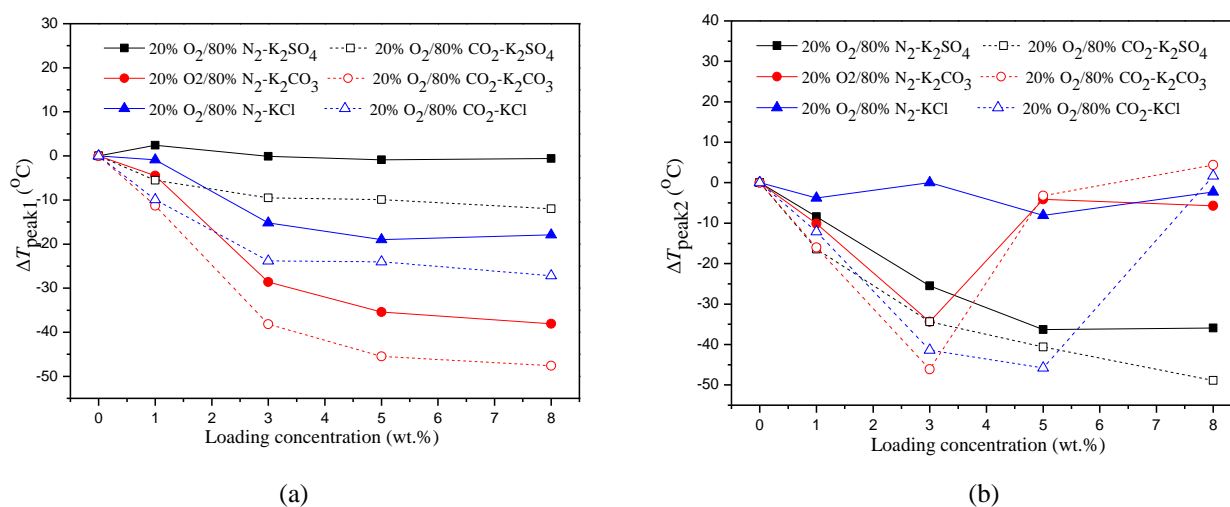 30
20
10
0
-10
-20
-30
-40
-50
ΔT_peak1 (°C)
20% O₂/80% N₂-K₂SO₄
20% O₂/80% CO₂-K₂SO₄
20% O2/80% N₂-K₂CO₃
20% O₂/80% CO₂-K₂CO₃
20% O₂/80% N₂-KCl
20% O₂/80% CO₂-KCl
0 1 2 3 4 5 6 7 8
Loading concentration (wt.%)
(a)
40
30
20
10
0
-10
-20
-30
-40
-50
ΔT_peak2 (°C)
20% O₂/80% N₂-K₂SO₄
20% O₂/80% CO₂-K₂SO₄
20% O2/80% N₂-K₂CO₃
20% O₂/80% CO₂-K₂CO₃
20% O₂/80% N₂-KCl
20% O₂/80% CO₂-KCl
0 1 2 3 4 5 6 7 8
Loading concentration (wt.%)
(b)